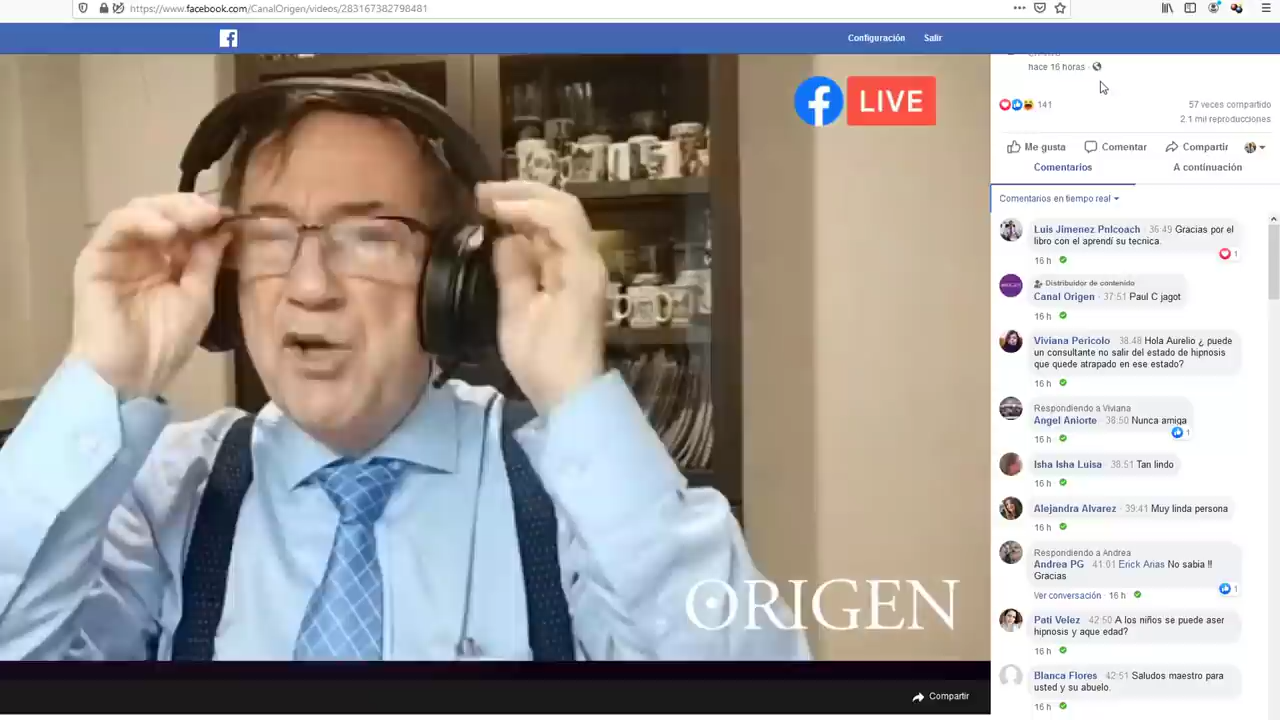 https://www.facebook.com/CanalOrigen/videos/283167382798481
Configuración
Salir
LIVE
ORIGEN
Compartir
hace 16 horas ·
141
57 veces compartido
2.1 mil reproducciones
Me gusta
Comentar
Compartir
Comentarios
A continuación
Comentarios en tiempo real
Luis Jimenez Pnlcoach · 36:49 Gracias por el
libro con el aprendí su tecnica.
1
16 h
Distribuidor de contenido
Canal Origen · 37:51 Paul C jagot
16 h
Viviana Pericolo · 38:48 Hola Aurelio ¿ puede
un consultante no salir del estado de hipnosis
que quede atrapado en ese estado?
16 h
Respondiendo a Viviana
Angel Aniorte · 38:50 Nunca amiga
1
16 h
Isha Isha Luisa · 38:51 Tan lindo
16 h
Alejandra Alvarez · 39:41 Muy linda persona
16 h
Respondiendo a Andrea
Andrea PG · 41:01 Erick Arias No sabia !!
Gracias
1
Ver conversación · 16 h
Pati Velez · 42:50 A los niños se puede aser
hipnosis y aque edad?
16 h
Blanca Flores · 42:51 Saludos maestro para
usted y su abuelo.
16 h